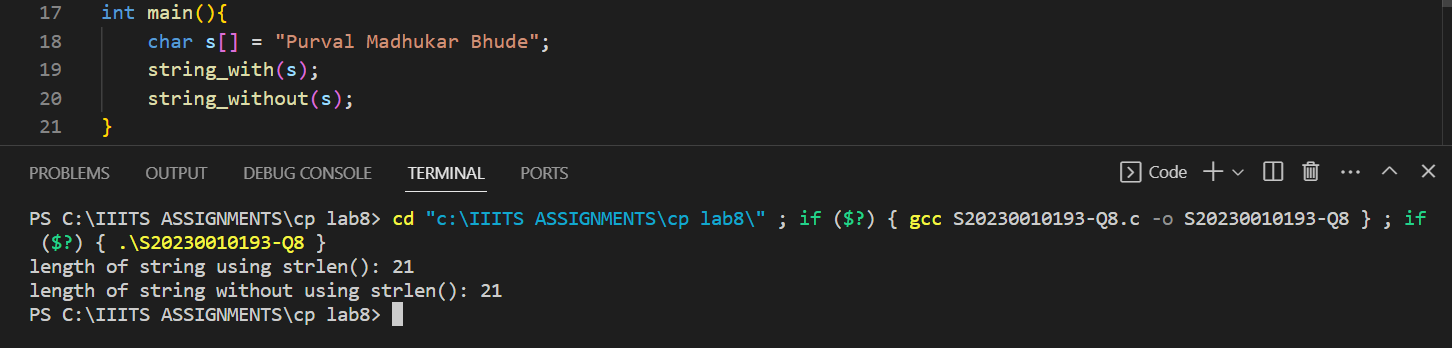 17 int main(){
18 char s[] = "Purval Madhukar Bhude";
19 string_with(s);
20 string_without(s);
21 }
PROBLEMS OUTPUT DEBUG CONSOLE TERMINAL PORTS Code
PS C:\IIITS ASSIGNMENTS\cp lab8> cd "c:\IIITS ASSIGNMENTS\cp lab8\" ; if ($?) { gcc S20230010193-Q8.c -o S20230010193-Q8 } ; if
($?) { .\S20230010193-Q8 }
length of string using strlen(): 21
length of string without using strlen(): 21
PS C:\IIITS ASSIGNMENTS\cp lab8>